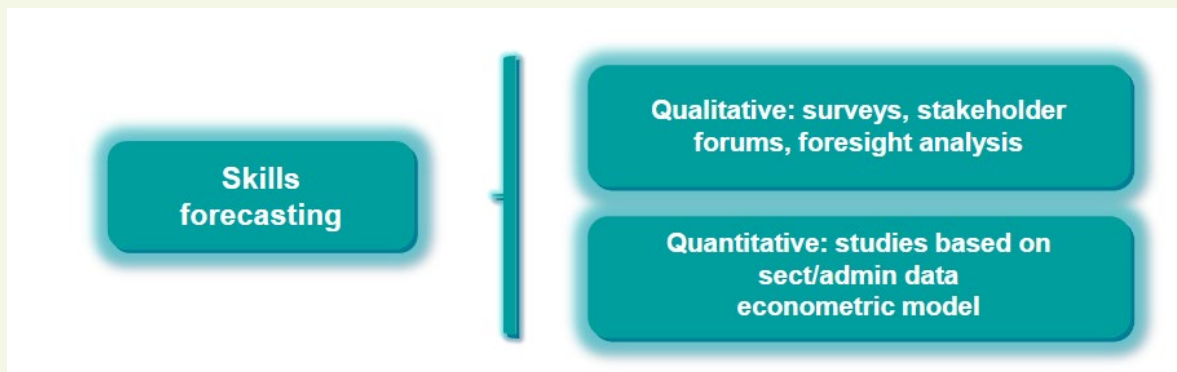 Skills
forecasting
Qualitative: surveys, stakeholder
forums, foresight analysis
Quantitative: studies based on
sect/admin data
econometric model